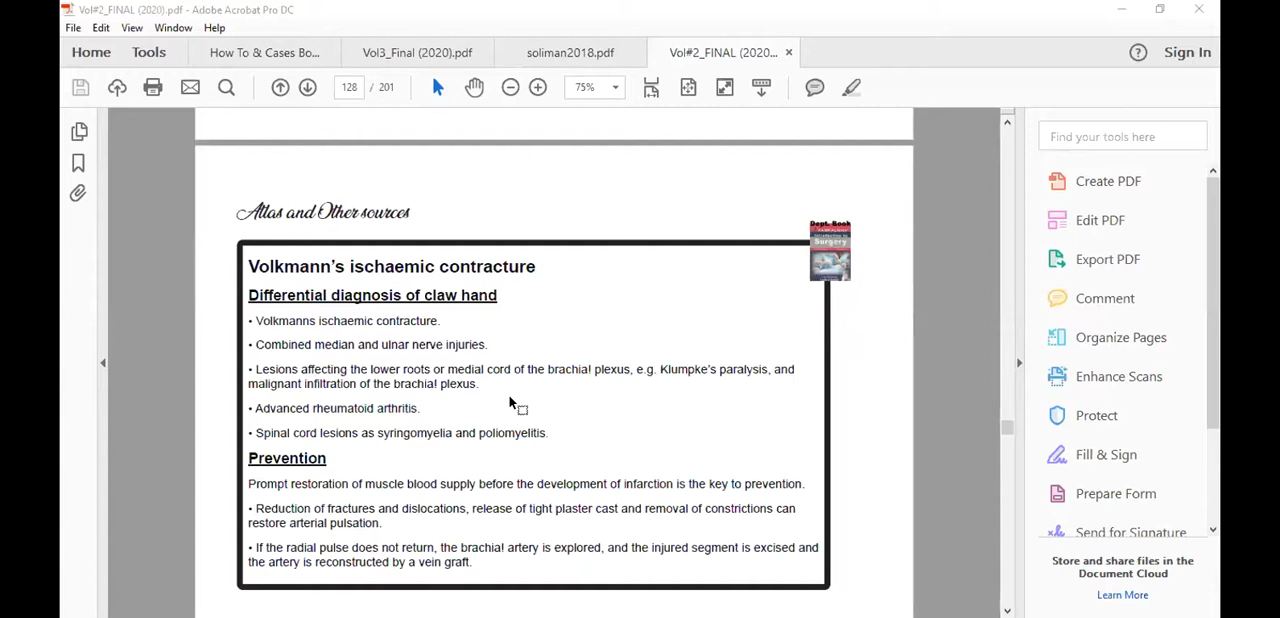 Vol#2_FINAL (2020).pdf - Adobe Acrobat Pro DC
File Edit View Window Help
Home Tools How To & Cases Bo... Vol3_Final (2020).pdf soliman2018.pdf Vol#2_FINAL (2020... ×
Sign In
128 / 201 75%
Find your tools here
Create PDF
Edit PDF
Export PDF
Comment
Organize Pages
Enhance Scans
Protect
Fill & Sign
Prepare Form
Send for Signature
Store and share files in the
Document Cloud
Learn More
Atlas and Other sources
Dept. Book
Surgery
Volkmann's ischaemic contracture
Differential diagnosis of claw hand
• Volkmanns ischaemic contracture.
• Combined median and ulnar nerve injuries.
• Lesions affecting the lower roots or medial cord of the brachia! plexus, e.g. Klumpke's paralysis, and
malignant infiltration of the brachia! plexus.
• Advanced rheumatoid arthritis.
• Spinal cord lesions as syringomyelia and poliomyelitis.
Prevention
Prompt restoration of muscle blood supply before the development of infarction is the key to prevention.
• Reduction of fractures and dislocations, release of tight plaster cast and removal of constrictions can
restore arterial pulsation.
• If the radial pulse does not return, the brachia! artery is explored, and the injured segment is excised and
the artery is reconstructed by a vein graft.